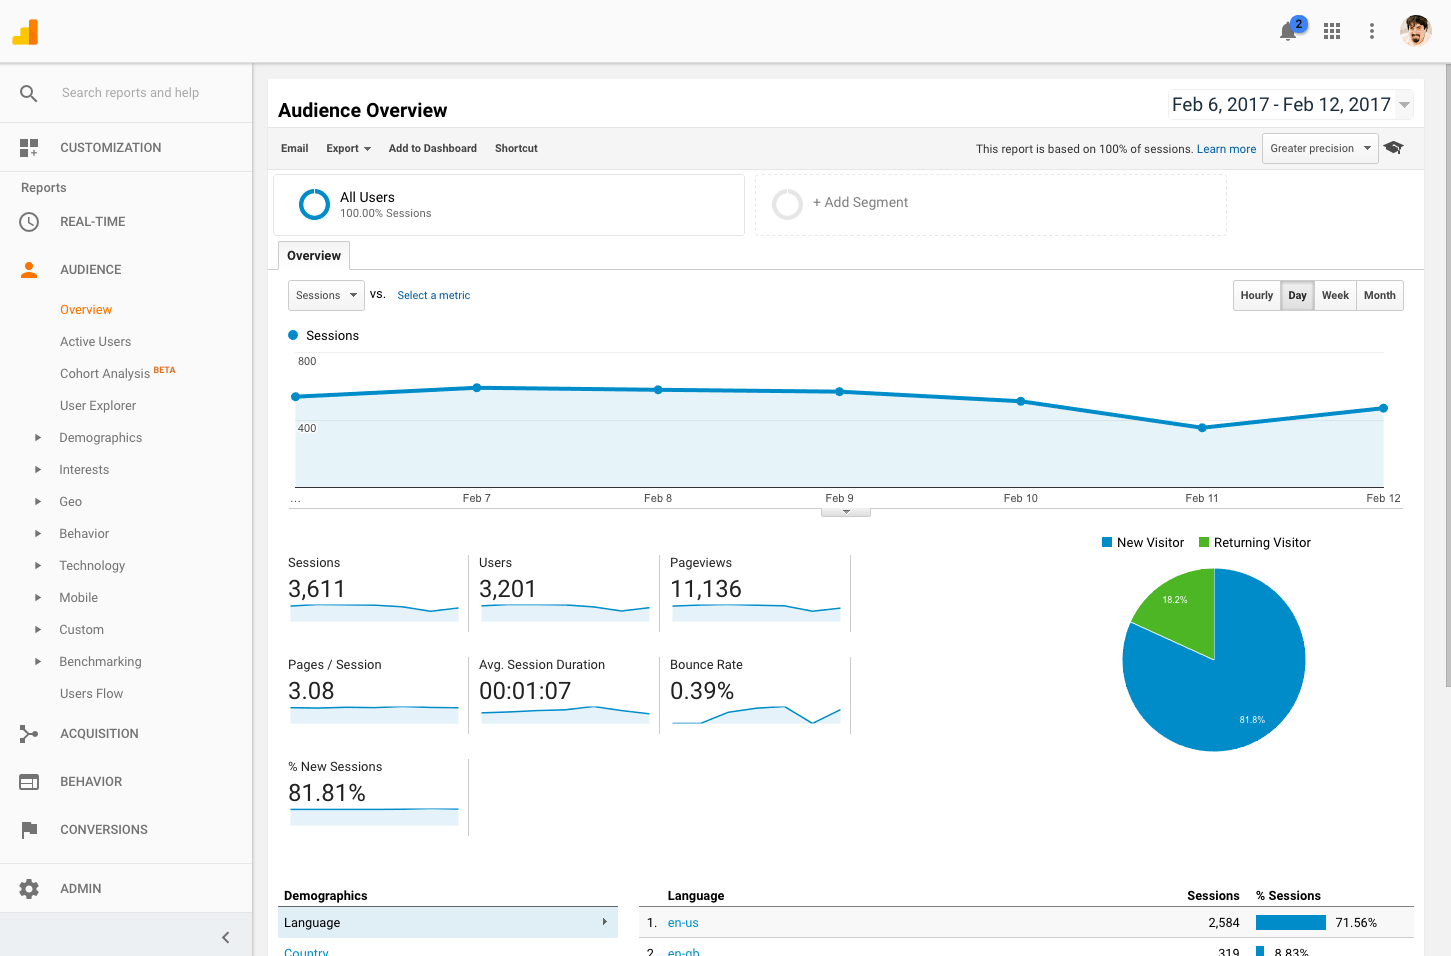 2
Search reports and help
CUSTOMIZATION
Reports
REAL-TIME
AUDIENCE
Overview
Active Users
Cohort Analysis BETA
User Explorer
Demographics
Interests
Geo
Behavior
Technology
Mobile
Custom
Benchmarking
Users Flow
ACQUISITION
BEHAVIOR
CONVERSIONS
ADMIN
Audience Overview
Feb 6, 2017 - Feb 12, 2017
Email Export Add to Dashboard Shortcut
This report is based on 100% of sessions. Learn more
Greater precision
All Users
100.00% Sessions
+ Add Segment
Overview
Sessions vs. Select a metric
Hourly Day Week Month
Sessions
800
400
... Feb 7 Feb 8 Feb 9 Feb 10 Feb 11 Feb 12
New Visitor Returning Visitor
18.2%
81.8%
Sessions
3,611
Users
3,201
Pageviews
11,136
Pages / Session
3.08
Avg. Session Duration
00:01:07
Bounce Rate
0.39%
% New Sessions
81.81%
Demographics
Language
Country
Language Sessions % Sessions
1. en-us 2,584 71.56%
2. en-gb 319 8.83%